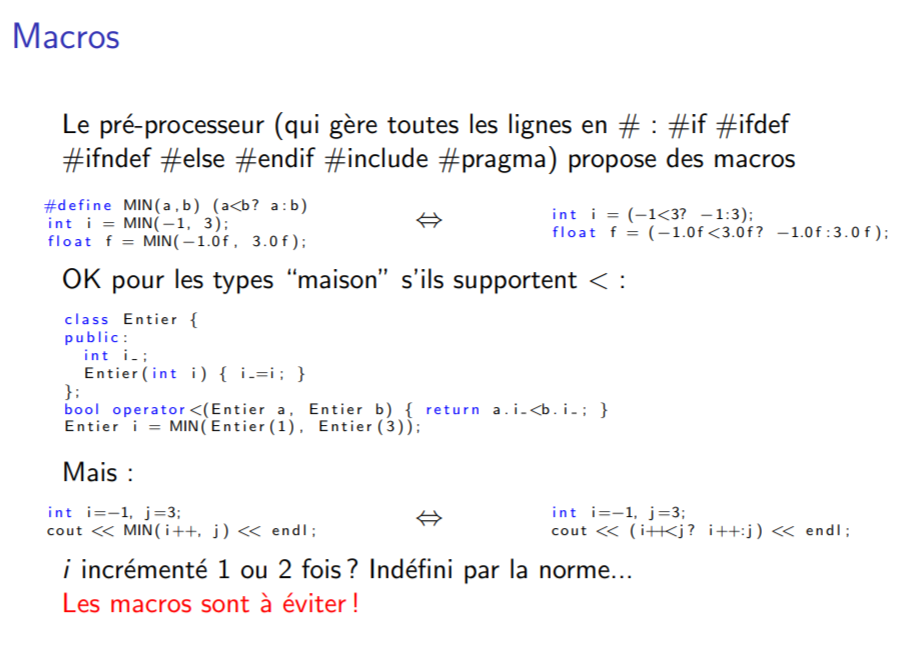 Macros
Le pré-processeur (qui gère toutes les lignes en # : #if #ifdef
#ifndef #else #endif #include #pragma) propose des macros
#define MIN(a,b) (a<b? a:b)
int i = MIN(−1, 3);
float f = MIN(−1.0f, 3.0f);
⇔
int i = (−1<3? −1:3);
float f = (−1.0f<3.0f? −1.0f:3.0f);
OK pour les types “maison” s’ils supportent < :
class Entier {
public:
int i_;
Entier(int i) { i_=i; }
};
bool operator<(Entier a, Entier b) { return a.i_<b.i_; }
Entier i = MIN(Entier(1), Entier(3));
Mais :
int i=−1, j=3;
cout << MIN(i++, j) << endl;
⇔
int i=−1, j=3;
cout << (i++<j? i++:j) << endl;
i incrémenté 1 ou 2 fois ? Indéfini par la norme...
Les macros sont à éviter !